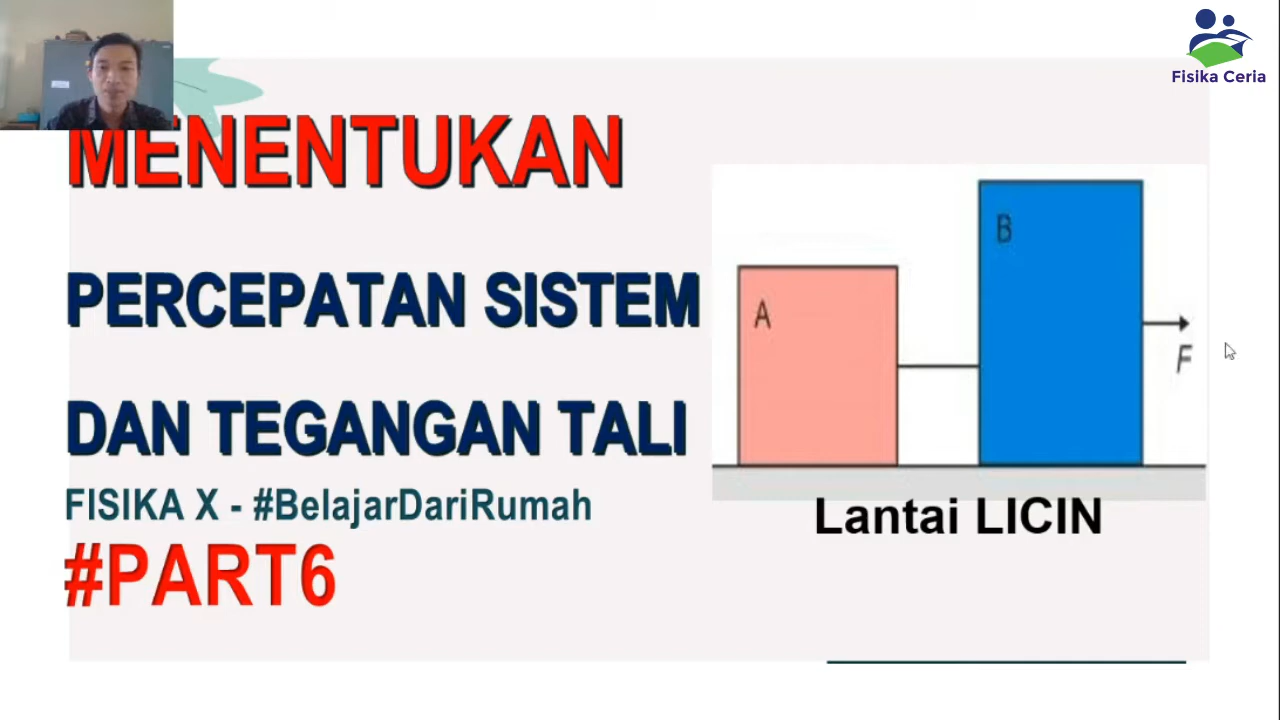 Fisika Ceria
MENENTUKAN
PERCEPATAN SISTEM
DAN TEGANGAN TALI
FISIKA X - #BelajarDariRumah
#PART6
A
B
F
Lantai LICIN